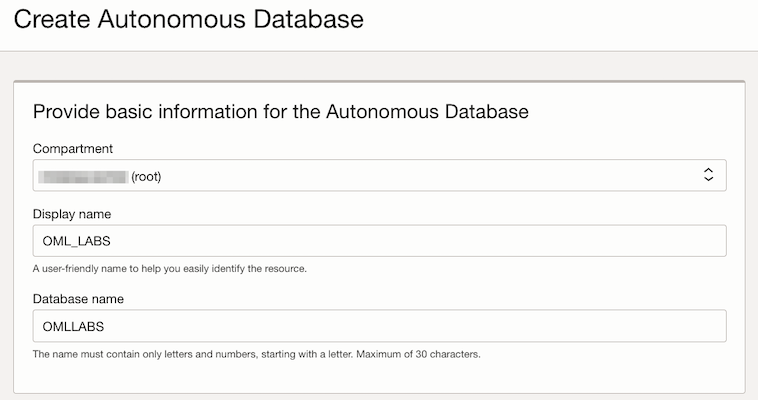 Create Autonomous Database
Provide basic information for the Autonomous Database
Compartment
(root)
Display name
OML_LABS
A user-friendly name to help you easily identify the resource.
Database name
OMLLABS
The name must contain only letters and numbers, starting with a letter. Maximum of 30 characters.